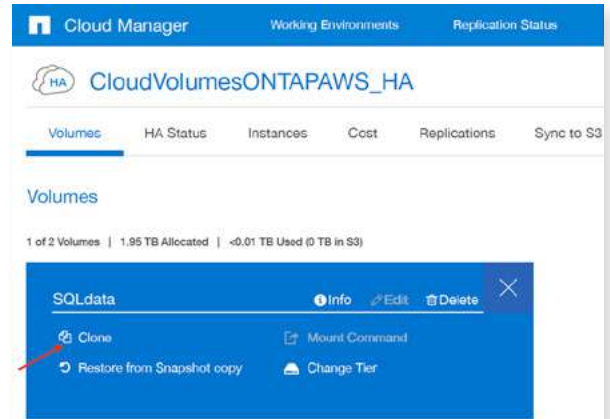 Cloud Manager Working Environments Replication Status
HA CloudVolumesONTAPAWS_HA
Volumes HA Status Instances Cost Replications Sync to S3
Volumes
1 of 2 Volumes | 1.95 TB Allocated | <0.01 TB Used (0 TB in S3)
SQLdata Info Edit Delete
Clone Mount Command
Restore from Snapshot copy Change Tier